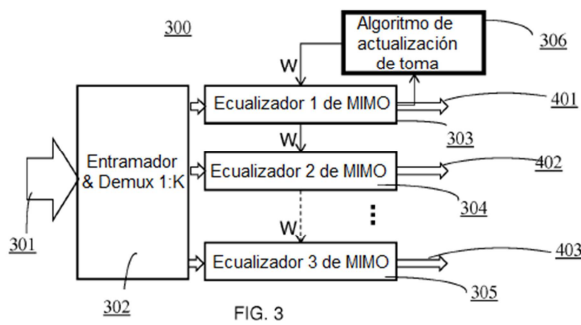 300
Algoritmo de
actualización
de toma
306
W
Ecualizador 1 de MIMO
401
303
W
Entramador
& Demux 1:K
Ecualizador 2 de MIMO
402
304
301
...
W
Ecualizador 3 de MIMO
403
305
302
FIG. 3